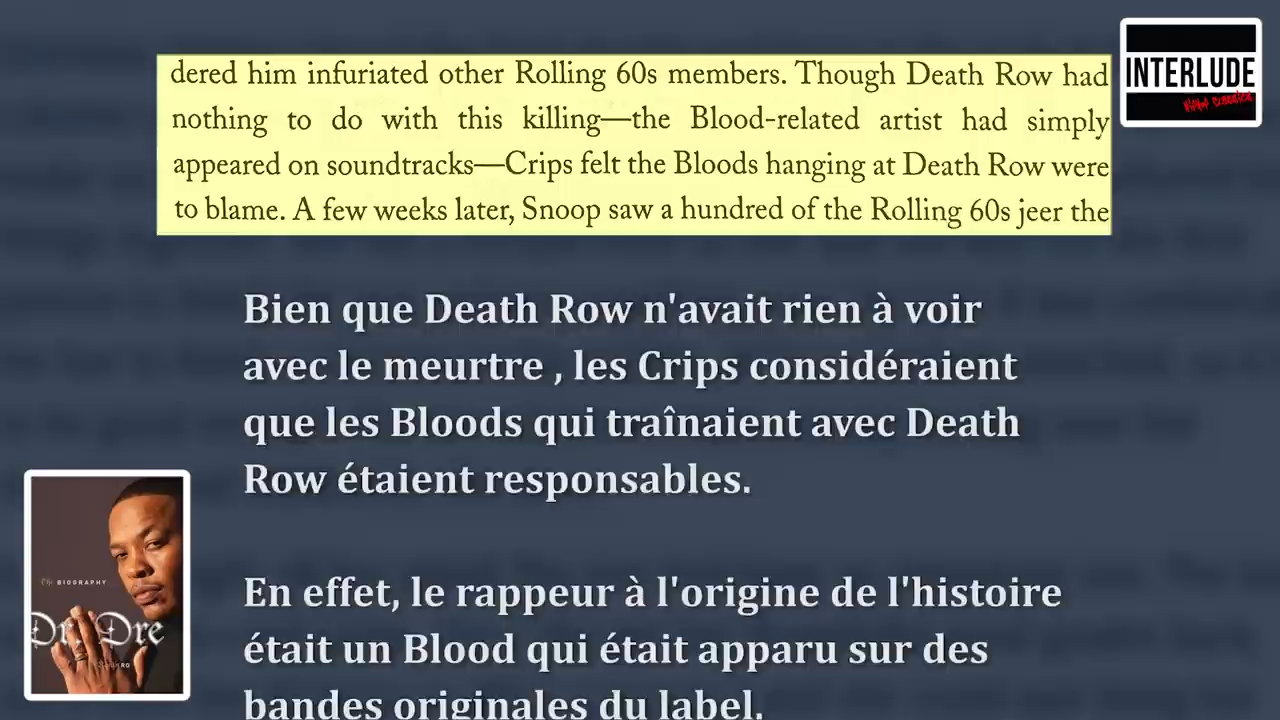 dered him infuriated other Rolling 60s members. Though Death Row had
nothing to do with this killing—the Blood-related artist had simply
appeared on soundtracks—Crips felt the Bloods hanging at Death Row were
to blame. A few weeks later, Snoop saw a hundred of the Rolling 60s jeer the
INTERLUDE
Bien que Death Row n'avait rien à voir
avec le meurtre , les Crips considéraient
que les Bloods qui traînaient avec Death
Row étaient responsables.
En effet, le rappeur à l'origine de l'histoire
était un Blood qui était apparu sur des
bandes originales du label.
The BIOGRAPHY
Dr. Dre